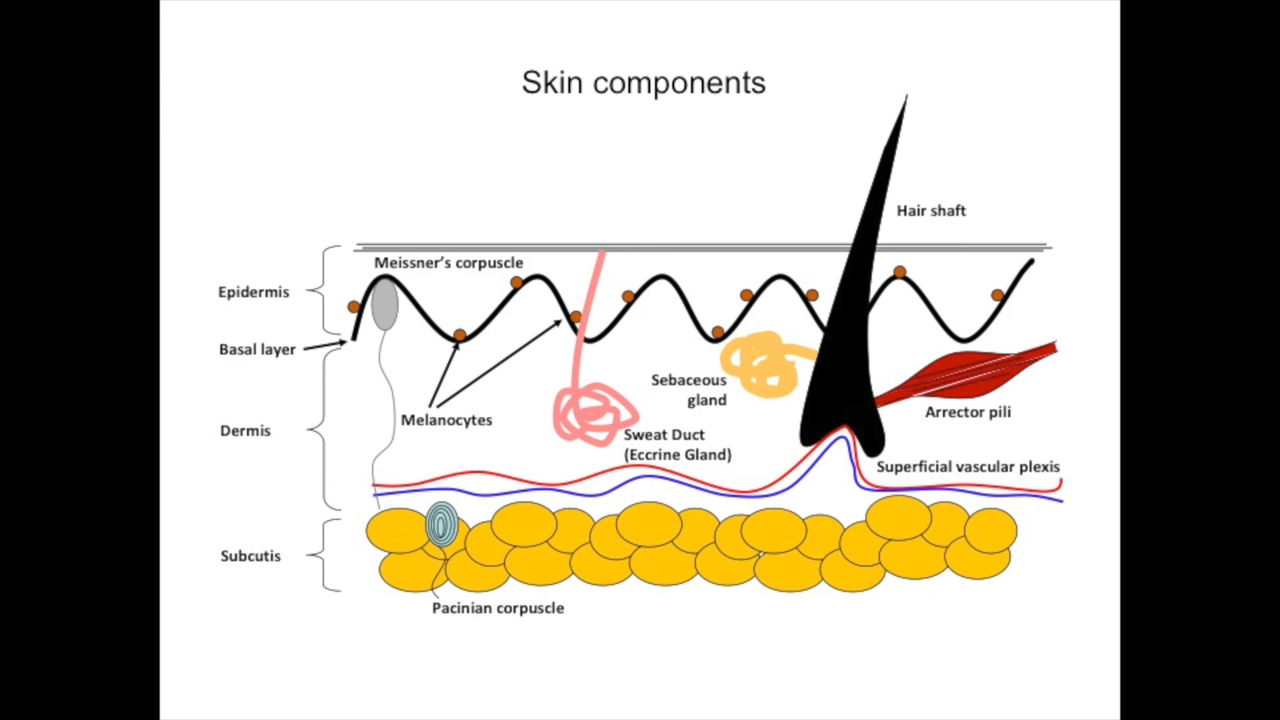 Skin components
Hair shaft
Meissner's corpuscle
Epidermis
Basal layer
Sebaceous
gland
Melanocytes
Arrector pili
Dermis
Sweat Duct
(Eccrine Gland)
Superficial vascular plexis
Subcutis
Pacinian corpuscle